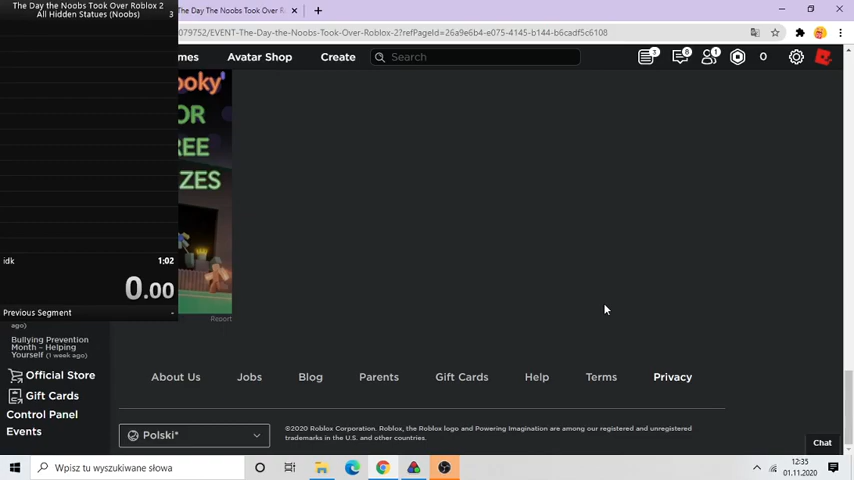 The Day the Noobs Took Over Roblox 2
All Hidden Statues (Noobs)
3
The Day the Noobs Took Over R
079752/EVENT-The-Day-the-Noobs-Took-Over-Roblox-2?refPageId=26a9e6b4-e075-4145-b144-b6cadf5c6108
mes
Avatar Shop
Create
Search
3
6
1
0
ooky'
OR
EE
ZES
idk
1:02
0.00
Previous Segment
-
ago)
Bullying Prevention
Month – Helping
Yourself (1 week ago)
Report
Official Store
Gift Cards
Control Panel
Events
About Us
Jobs
Blog
Parents
Gift Cards
Help
Terms
Privacy
Polski*
©2020 Roblox Corporation. Roblox, the Roblox logo and Powering Imagination are among our registered and unregistered
trademarks in the U.S. and other countries.
Chat
Wpisz tu wyszukiwane słowa
12:35
01.11.2020